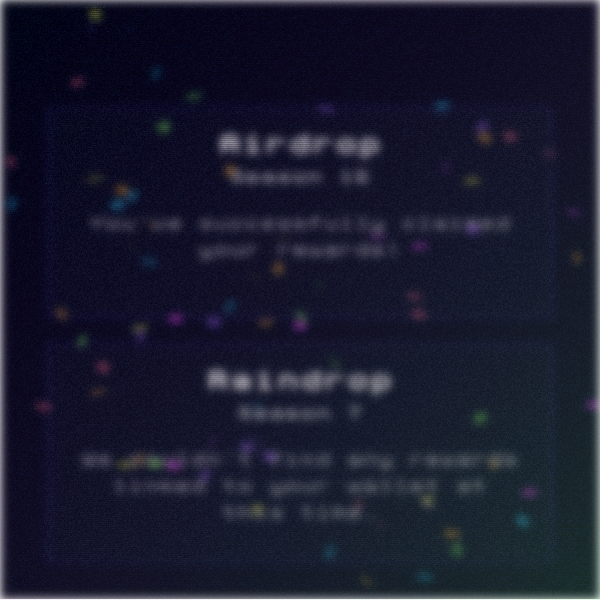 Airdrop
Season
You've successfully claimed
your rewards!
Raindrop
Season 7
We couldn't find any rewards
linked to your wallet at
this time.